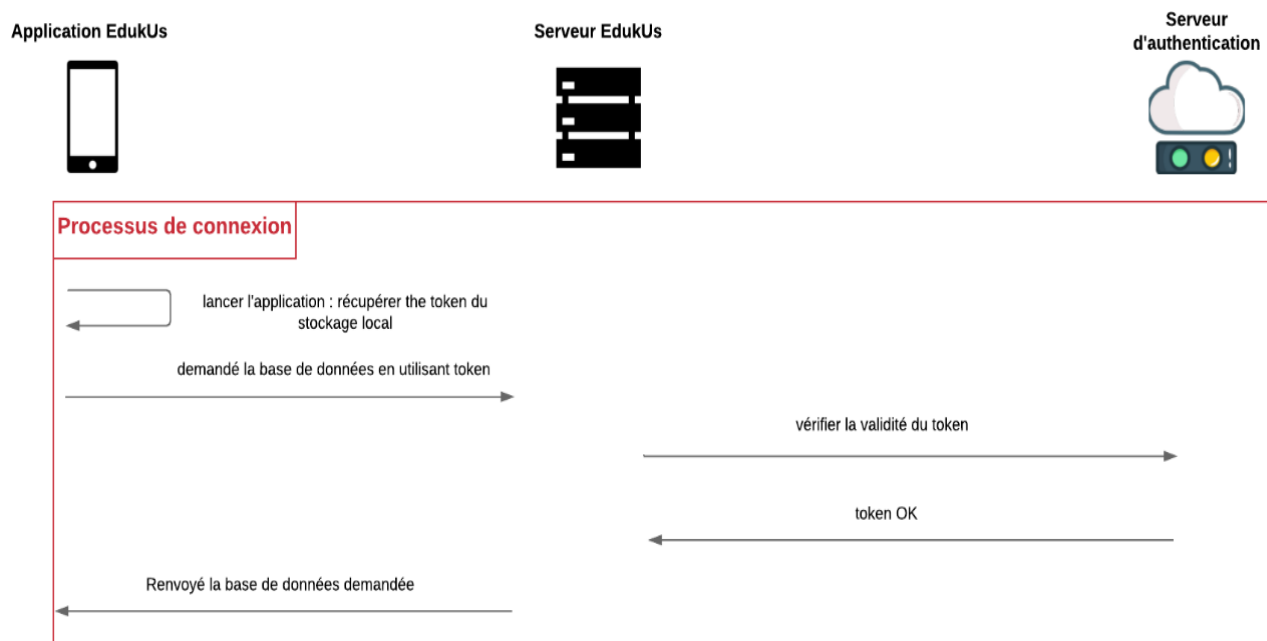 Application EdukUs
Serveur EdukUs
Serveur
d'authentication
Processus de connexion
lancer l'application : récupérer the token du
stockage local
demandé la base de données en utilisant token
vérifier la validité du token
token OK
Renvoyé la base de données demandée